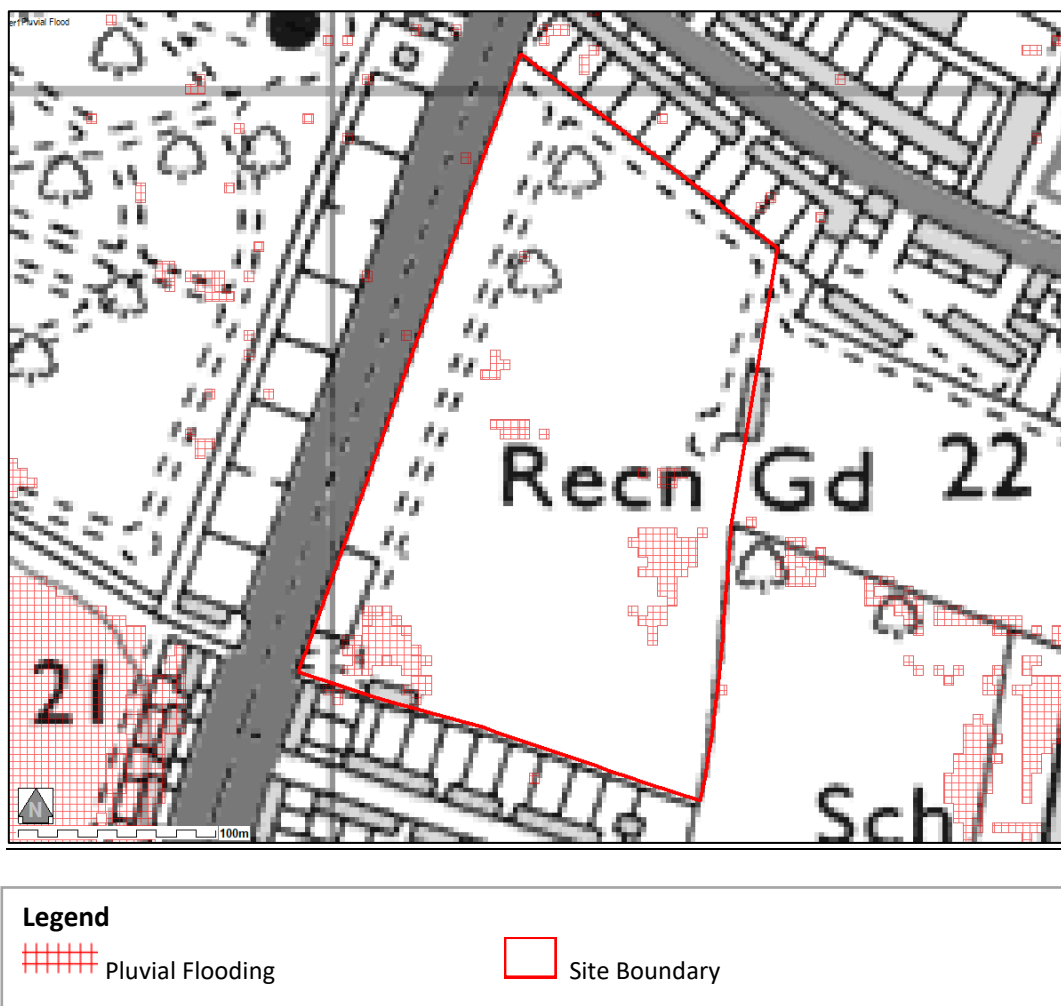 Pluvial Flood
Recn Gd 22
21
Sch
N
100m
Legend
Pluvial Flooding
Site Boundary